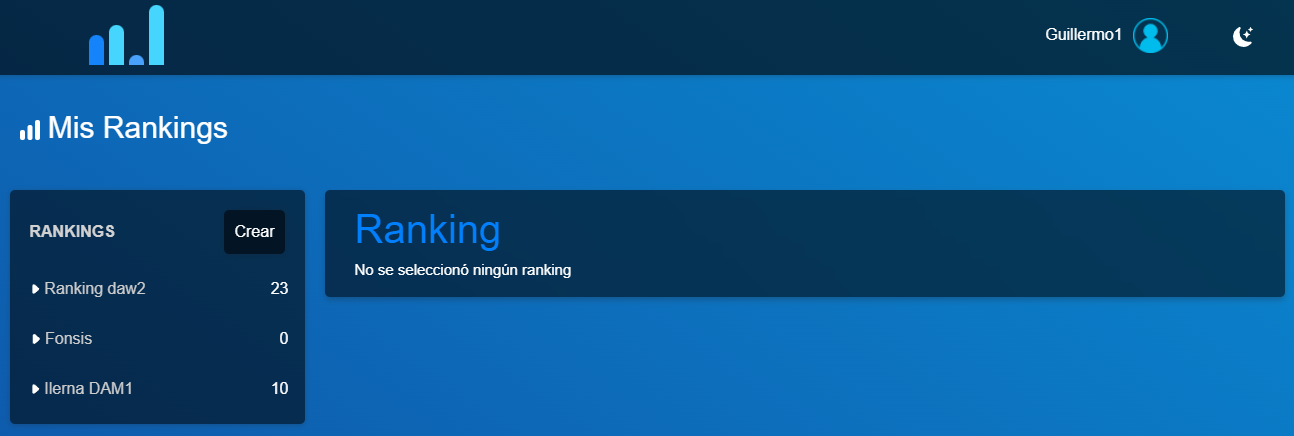 Guillermo1
Mis Rankings
RANKINGS Crear
Ranking daw2 23
Fonsis 0
Ilerna DAM1 10
Ranking
No se seleccionó ningún ranking